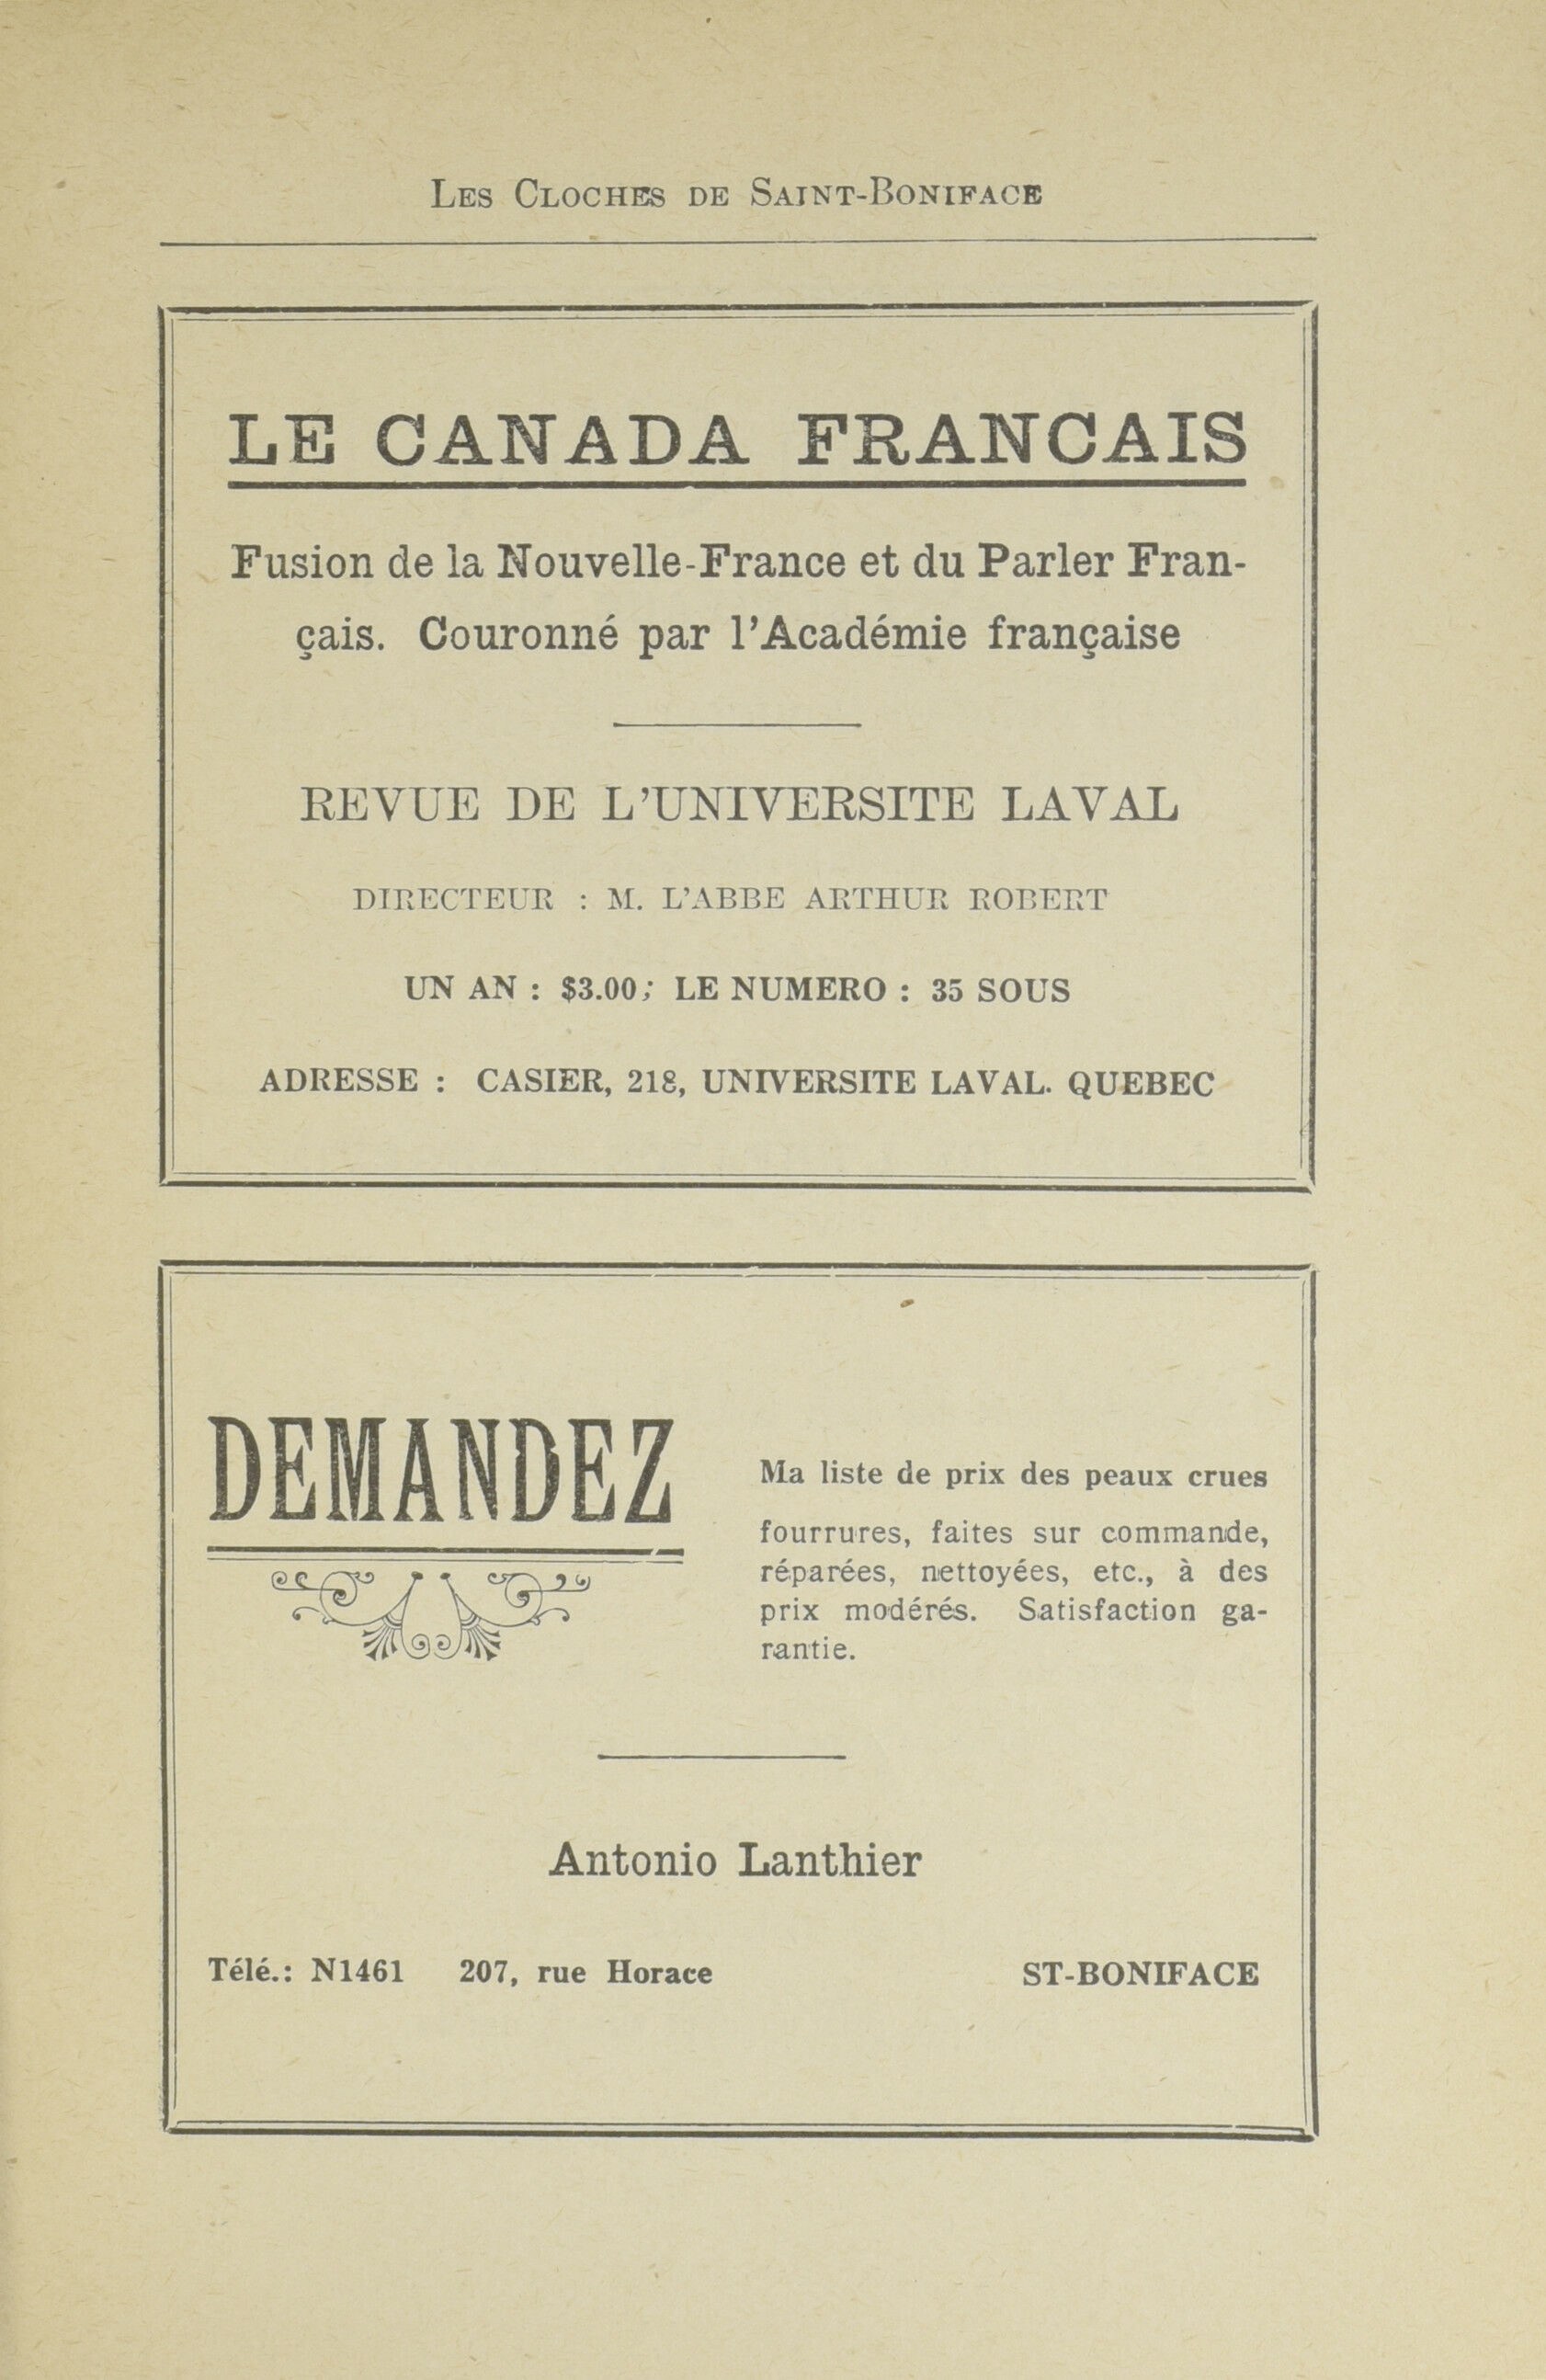 LES CLOCHES DE SAINT-BONIFACE
LE CANADA FRANCAIS
Fusion de la Nouvelle-France et du Parler Fran-
çais. Couronné par l'Académie française
REVUE DE L'UNIVERSITE LAVAL
DIRECTEUR : M. L'ABBE ARTHUR ROBERT
UN AN : $3.00; LE NUMERO : 35 SOUS
ADRESSE : CASIER, 218, UNIVERSITE LAVAL. QUEBEC
DEMANDEZ
Ma liste de prix des peaux crues
fourrures, faites sur commande,
réparées, nettoyées, etc., à des
prix modérés. Satisfaction ga-
rantie.
Antonio Lanthier
Télé.: N1461 207, rue Horace ST-BONIFACE